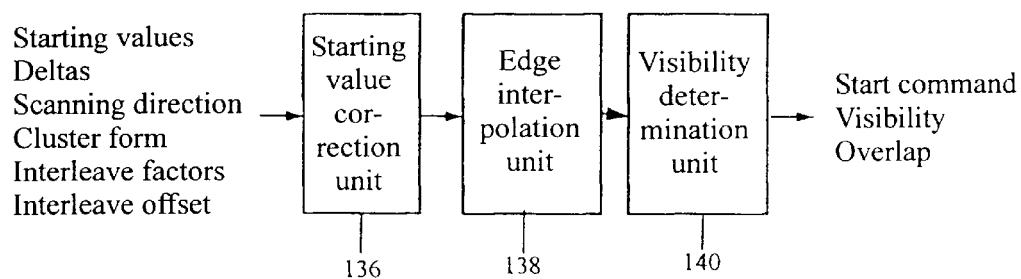 Starting values
Deltas
Scanning direction
Cluster form
Interleave factors
Interleave offset
Starting
value
cor-
rection
unit
Edge
inter-
polation
unit
Visibility
deter-
mination
unit
Start command
Visibility
Overlap
136
138
140